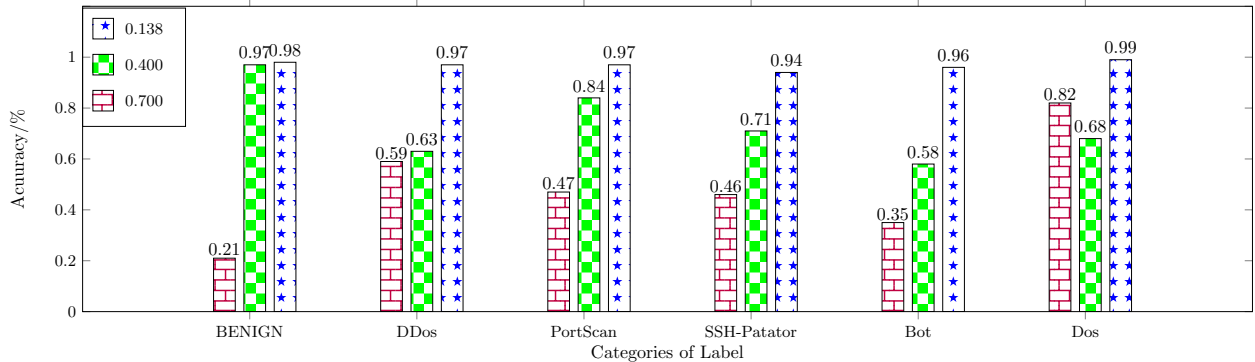 0.138
0.400
0.700
1
0.8
0.6
0.4
0.2
0
Acuuracy/%
0.21 0.97 0.98
0.59 0.63 0.97
0.47 0.84 0.97
0.46 0.71 0.94
0.35 0.58 0.96
0.82 0.68 0.99
BENIGN DDos PortScan SSH-Patator Bot Dos
Categories of Label